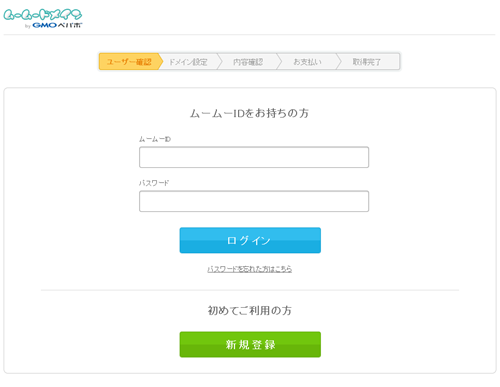 ムームードメイン
by GMOペパボ
ユーザー確認 ドメイン設定 内容確認 お支払い 取得完了
ムームーIDをお持ちの方
ムームーID
パスワード
ログイン
パスワードを忘れた方はこちら
初めてご利用の方
新規登録